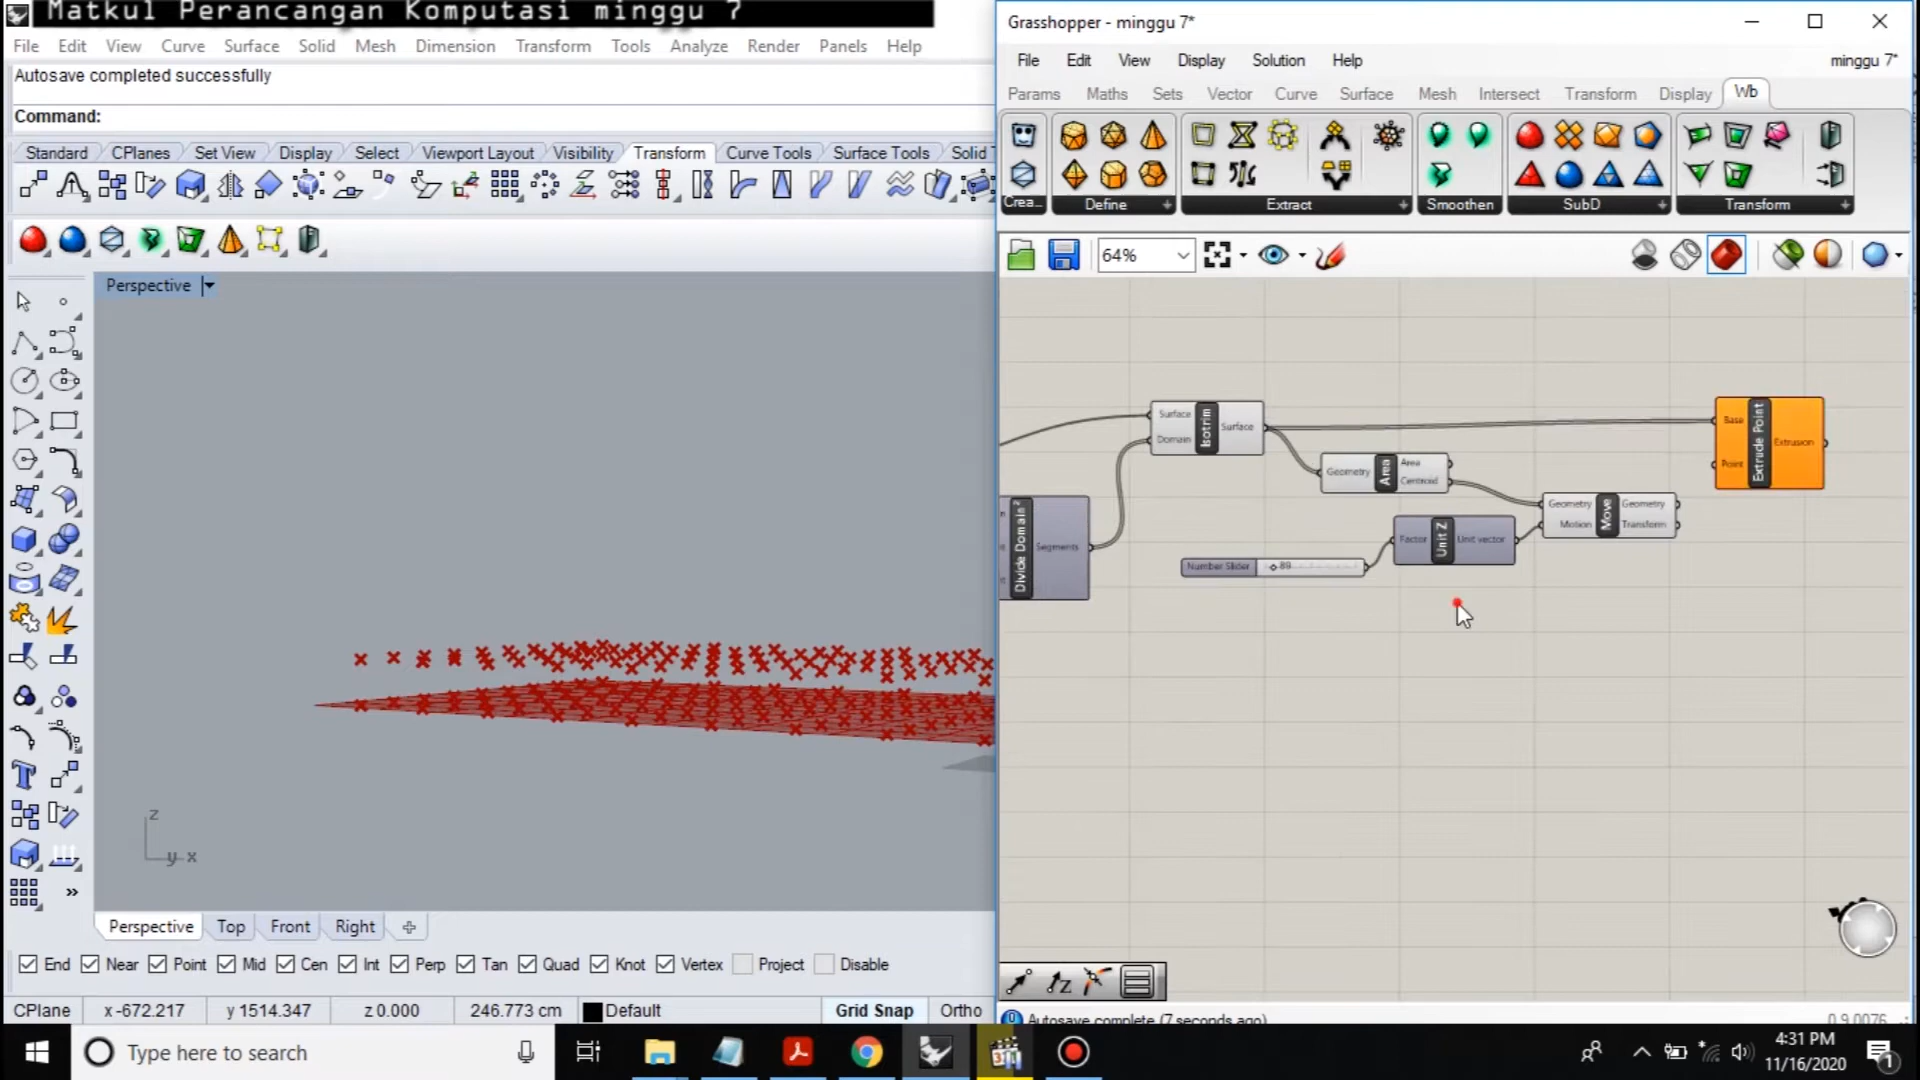 Matkul Perancangan Komputasi minggu 7
File Edit View Curve Surface Solid Mesh Dimension Transform Tools Analyze Render Panels Help
Autosave completed successfully
Command:
Standard CPlanes Set View Display Select Viewport Layout Visibility Transform Curve Tools Surface Tools Solid T
Perspective
z
y x
Perspective Top Front Right
End Near Point Mid Cen Int Perp Tan Quad Knot Vertex Project Disable
CPlane x -672.217 y 1514.347 z 0.000 246.773 cm Default Grid Snap Ortho
Grasshopper - minggu 7*
File Edit View Display Solution Help minggu 7*
Params Maths Sets Vector Curve Surface Mesh Intersect Transform Display Wb
Crea... Define Extract Smoothen SubD Transform
64%
Surface
Domain
Isotrim
Surface
Divide Domain²
Segments
Geometry
Area
Area
Centroid
Number Slider 89
Factor
Unit Z
Unit vector
Geometry
Motion
Move
Geometry
Transform
Base
Point
Extrude Point
Extrusion
Autosave complete (7 seconds ago) 0.9.0076
Type here to search
4:31 PM
11/16/2020
1